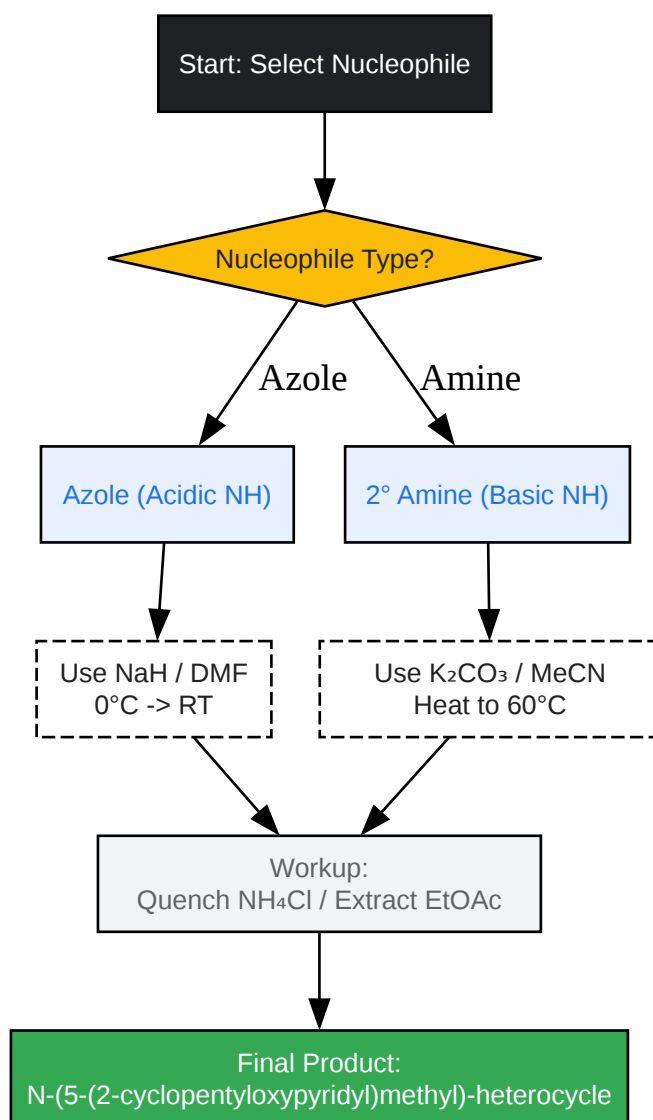 Start: Select Nucleophile
Nucleophile Type?
Azole
Amine
Azole (Acidic NH)
2° Amine (Basic NH)
Use NaH / DMF
0°C -> RT
Use K₂CO₃ / MeCN
Heat to 60°C
Workup:
Quench NH₄Cl / Extract EtOAc
Final Product:
N-(5-(2-cyclopentyloxypyridyl)methyl)-heterocycle